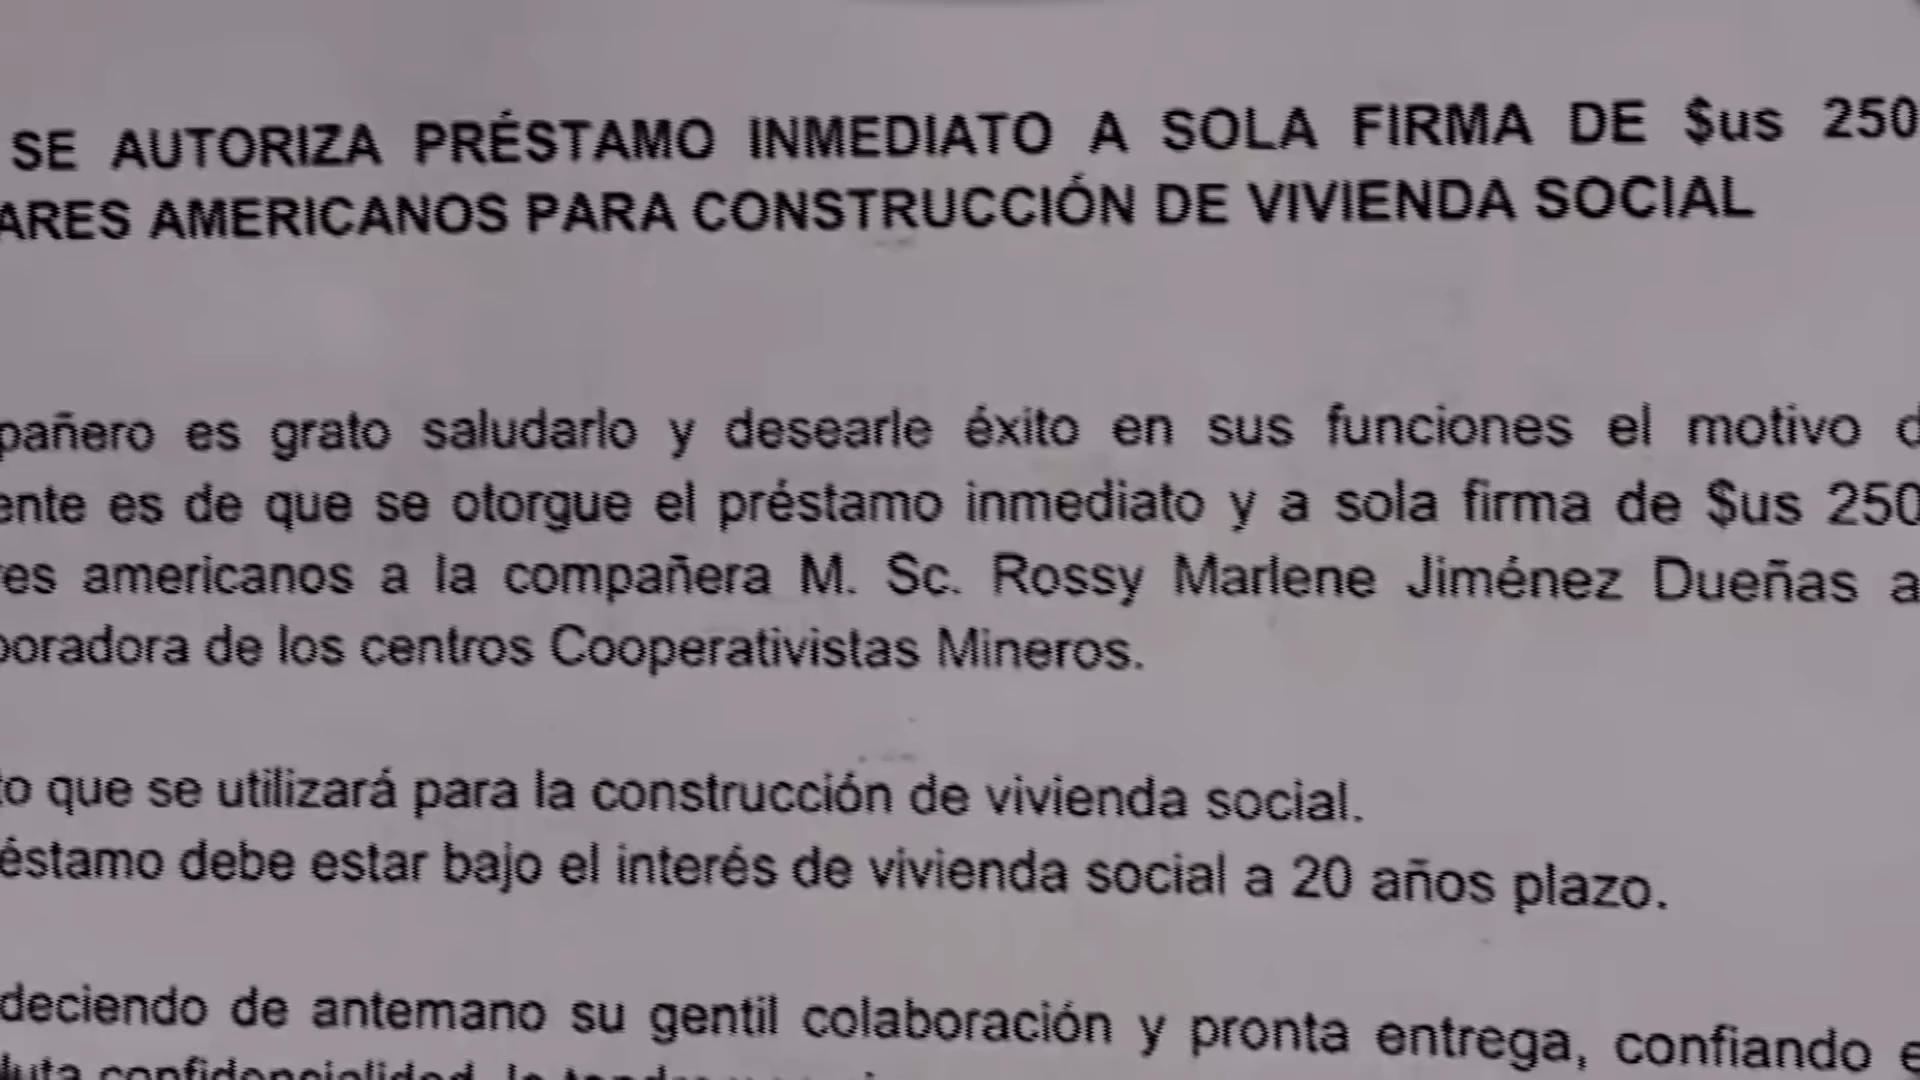 SE AUTORIZA PRÉSTAMO INMEDIATO A SOLA FIRMA DE $us 250
ARES AMERICANOS PARA CONSTRUCCIÓN DE VIVIENDA SOCIAL
pañero es grato saludarlo y desearle éxito en sus funciones el motivo d
ente es de que se otorgue el préstamo inmediato y a sola firma de $us 250
res americanos a la compañera M. Sc. Rossy Marlene Jiménez Dueñas a
boradora de los centros Cooperativistas Mineros.
to que se utilizará para la construcción de vivienda social.
éstamo debe estar bajo el interés de vivienda social a 20 años plazo.
deciendo de antemano su gentil colaboración y pronta entrega, confiando e
luta confidencialidad